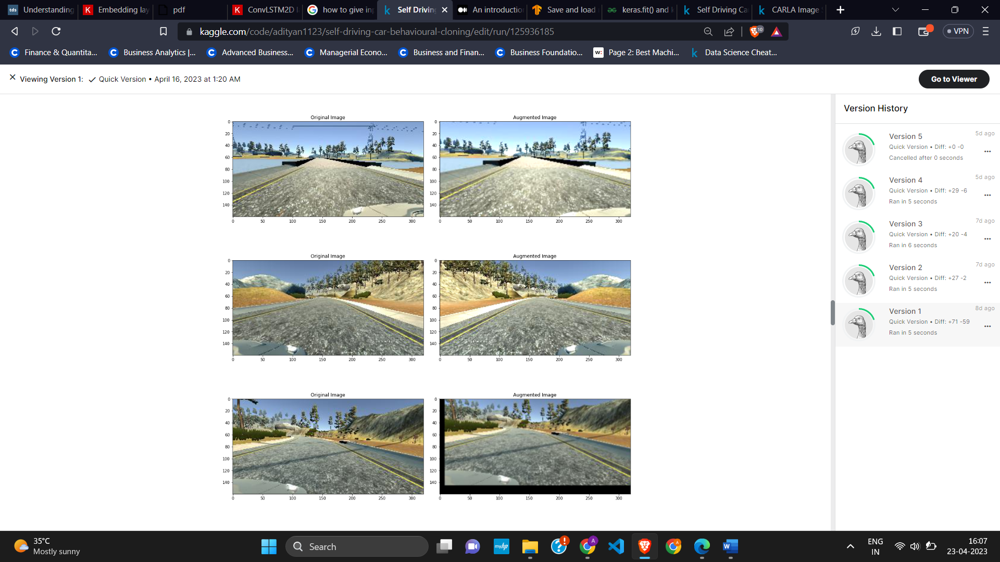 Understanding
Embedding lay
pdf
ConvLSTM2D l
how to give inp
Self Driving
An introduction
Save and load
keras.fit() and k
Self Driving Ca
CARLA Image S
kaggle.com/code/adityan1123/self-driving-car-behavioural-cloning/edit/run/125936185
10
VPN
Finance & Quantita...
Business Analytics |...
Advanced Business...
Managerial Econo...
Business and Finan...
Business Foundatio...
Page 2: Best Machi...
Data Science Cheat...
Viewing Version 1: Quick Version • April 16, 2023 at 1:20 AM
Go to Viewer
Version History
Version 5
5d ago
Quick Version • Diff: +0 -0
Cancelled after 0 seconds
Version 4
5d ago
Quick Version • Diff: +29 -6
Ran in 5 seconds
Version 3
7d ago
Quick Version • Diff: +20 -4
Ran in 6 seconds
Version 2
7d ago
Quick Version • Diff: +27 -2
Ran in 5 seconds
Version 1
8d ago
Quick Version • Diff: +71 -59
Ran in 5 seconds
Original Image
0
20
40
60
80
100
120
140
0 50 100 150 200 250 300
Augmented Image
0
20
40
60
80
100
120
140
0 50 100 150 200 250 300
Original Image
0
20
40
60
80
100
120
140
0 50 100 150 200 250 300
Augmented Image
0
20
40
60
80
100
120
140
0 50 100 150 200 250 300
Original Image
0
20
40
60
80
100
120
140
0 50 100 150 200 250 300
Augmented Image
0
20
40
60
80
100
120
140
0 50 100 150 200 250 300
35°C
Mostly sunny
Search
ENG
IN
16:07
23-04-2023